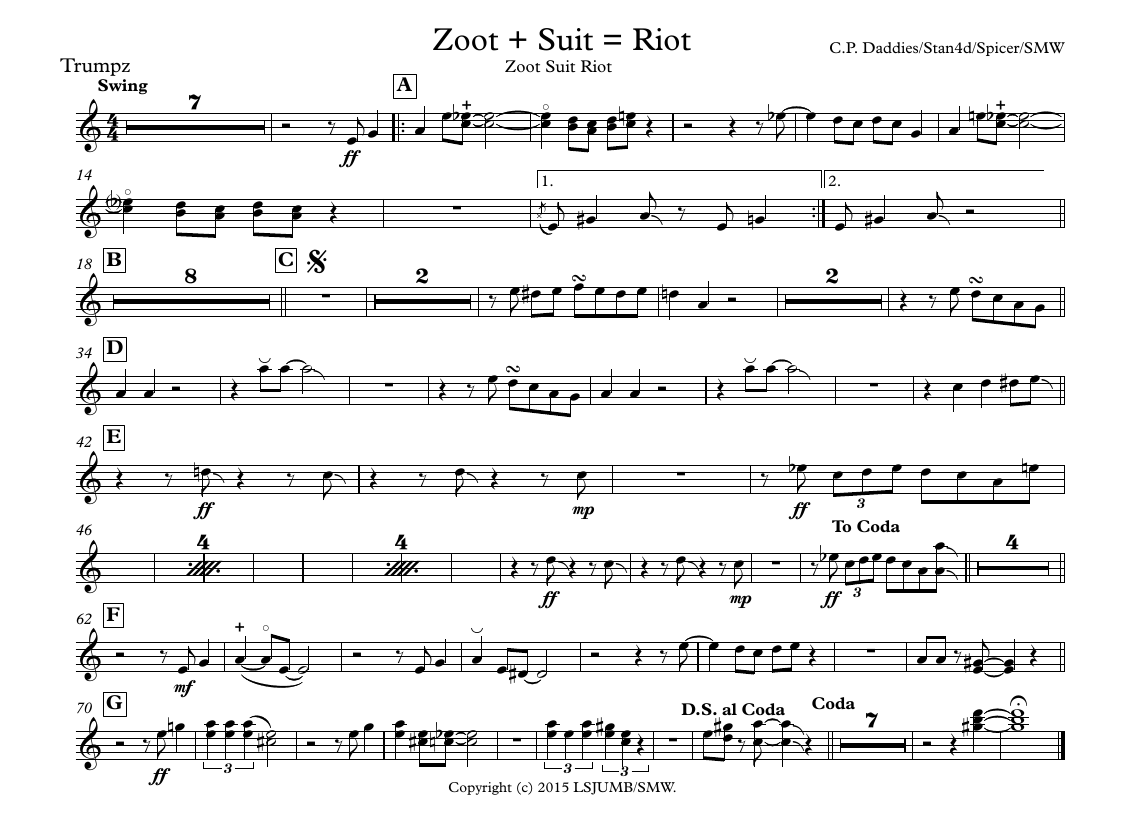 Zoot + Suit = Riot
C.P. Daddies/Stan4d/Spicer/SMW
Zoot Suit Riot
Trumpz
Swing
A
7
ff
14
1.
2.
18
B
8
C
2
2
34
D
42
E
ff
mp
ff
3
46
4
4
To Coda
4
ff
mp
ff
3
62
F
mf
70
G
D.S. al Coda
Coda
7
ff
3
3
3
Copyright (c) 2015 LSJUMB/SMW.